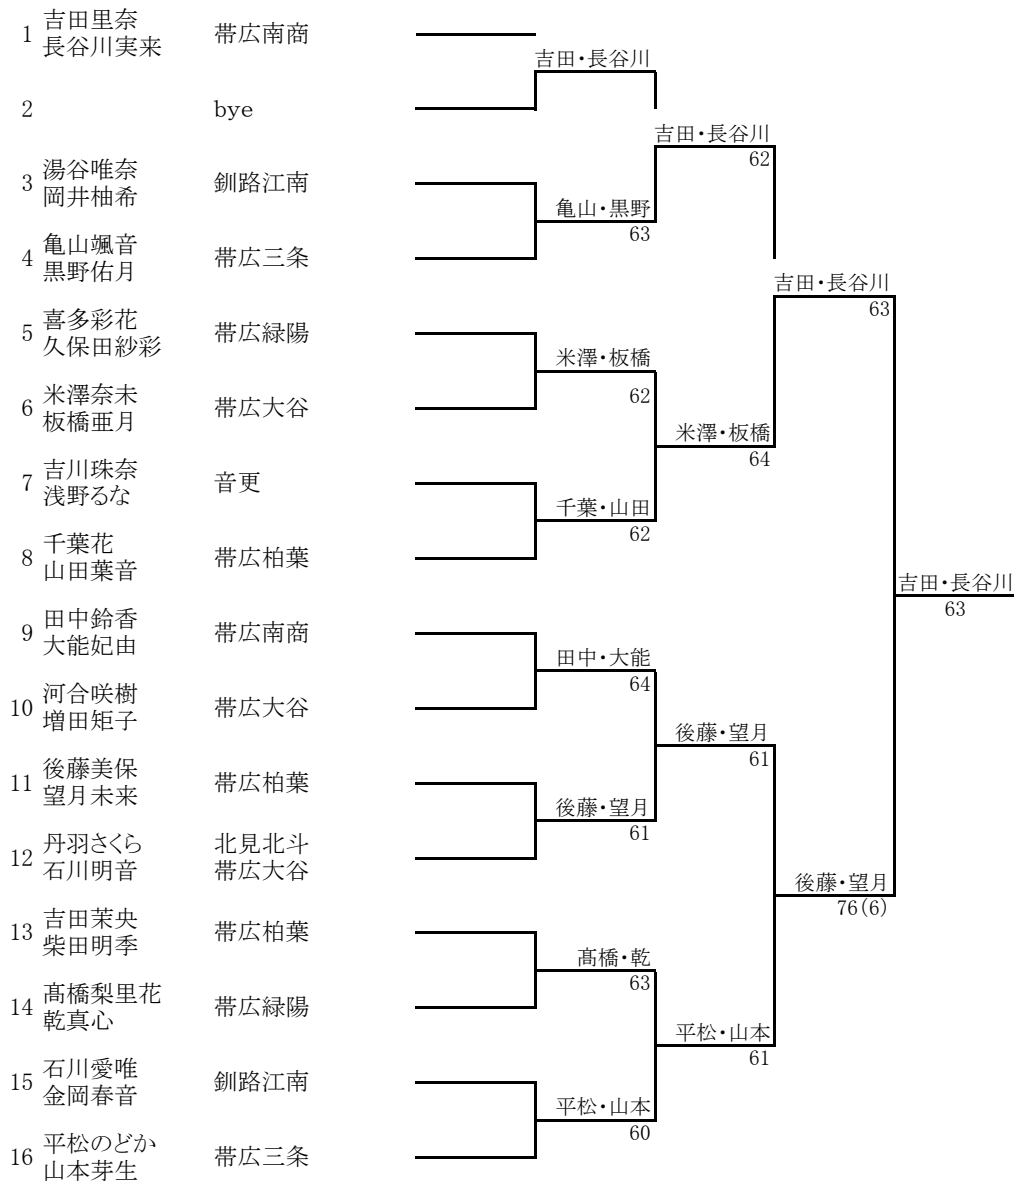 1 吉田里奈 長谷川実来 帯広南商
吉田・長谷川
2 bye
吉田・長谷川
62
3 湯谷唯奈 岡井柚希 釧路江南
亀山・黒野
63
4 亀山颯音 黒野佑月 帯広三条
吉田・長谷川
63
5 喜多彩花 久保田紗彩 帯広緑陽
米澤・板橋
62
6 米澤奈未 板橋亜月 帯広大谷
米澤・板橋
64
7 吉川珠奈 浅野るな 音更
千葉・山田
62
8 千葉花 山田葉音 帯広柏葉
吉田・長谷川
63
9 田中鈴香 大能妃由 帯広南商
田中・大能
64
10 河合咲樹 増田矩子 帯広大谷
後藤・望月
61
11 後藤美保 望月未来 帯広柏葉
後藤・望月
61
12 丹羽さくら 石川明音 北見北斗 帯広大谷
後藤・望月
76(6)
13 吉田茉央 柴田明季 帯広柏葉
髙橋・乾
63
14 髙橋梨里花 乾真心 帯広緑陽
平松・山本
61
15 石川愛唯 金岡春音 釧路江南
平松・山本
60
16 平松のどか 山本芽生 帯広三条